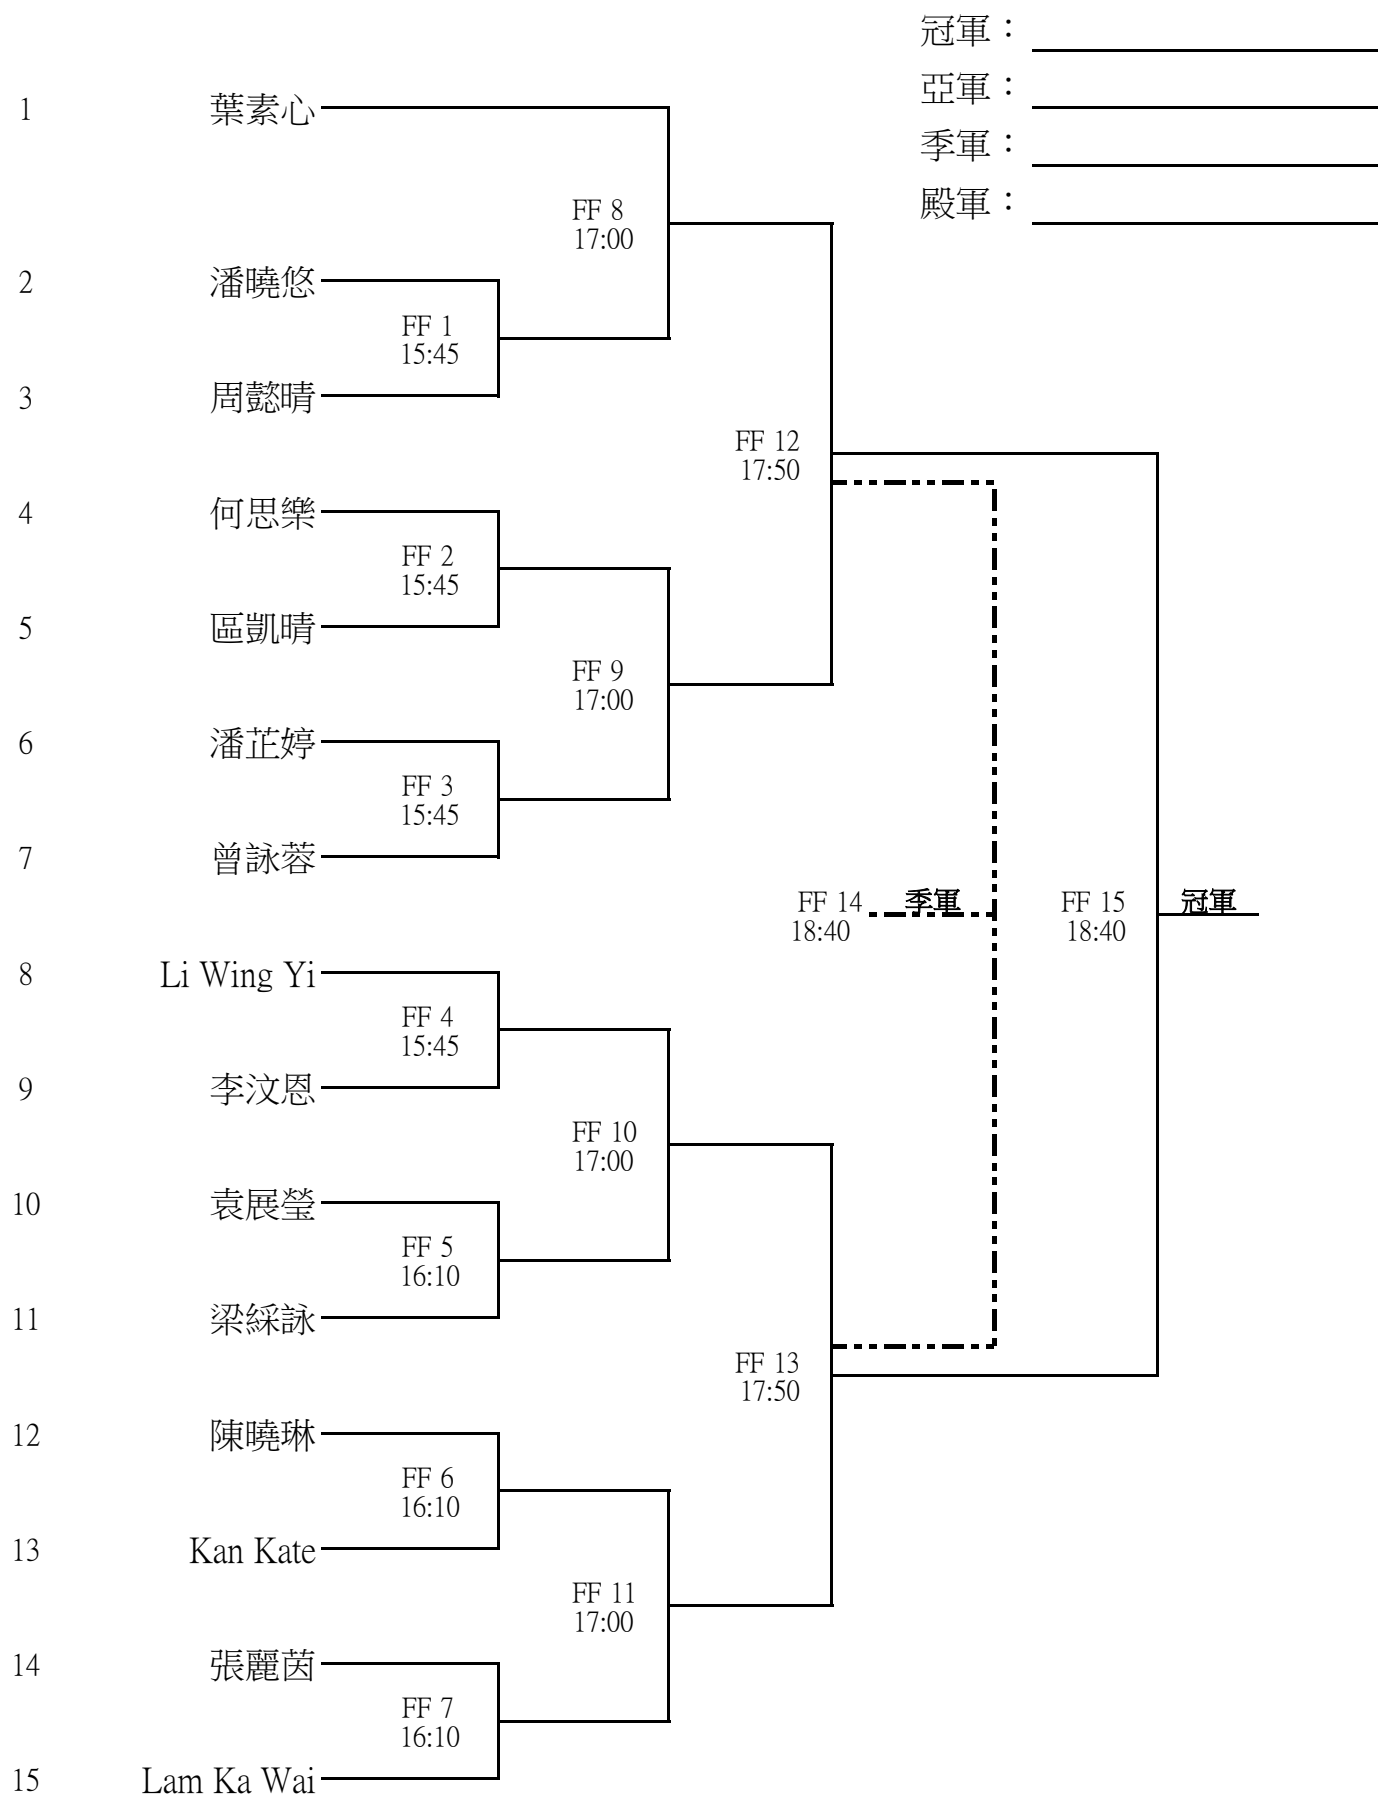 冠軍：
亞軍：
季軍：
殿軍：
1 葉素心
FF 8
17:00
2 潘曉悠
FF 1
15:45
3 周懿晴
FF 12
17:50
4 何思樂
FF 2
15:45
5 區凱晴
FF 9
17:00
6 潘芷婷
FF 3
15:45
7 曾詠蓉
FF 14 季軍
18:40
FF 15 冠軍
18:40
8 Li Wing Yi
FF 4
15:45
9 李汶恩
FF 10
17:00
10 袁展瑩
FF 5
16:10
11 梁綵詠
FF 13
17:50
12 陳曉琳
FF 6
16:10
13 Kan Kate
FF 11
17:00
14 張麗茵
FF 7
16:10
15 Lam Ka Wai